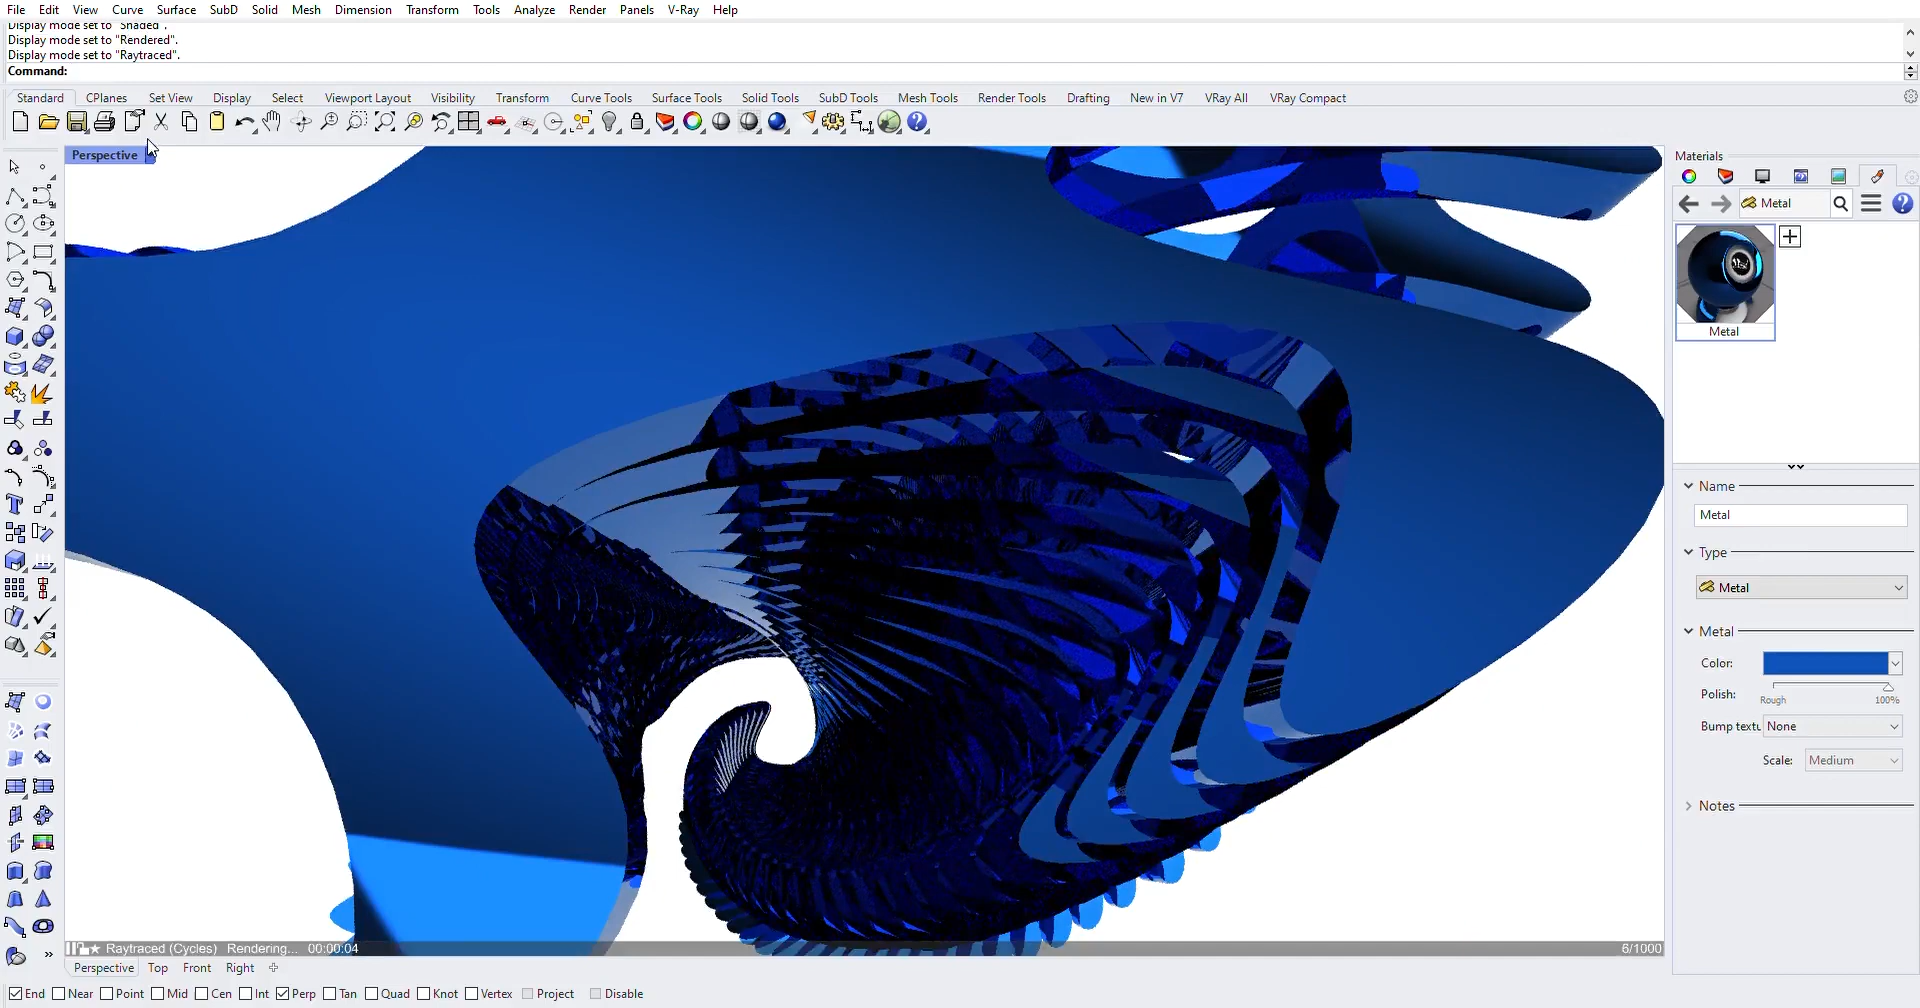 File Edit View Curve Surface SubD Solid Mesh Dimension Transform Tools Analyze Render Panels V-Ray Help
Display mode set to "Shaded".
Display mode set to "Rendered".
Display mode set to "Raytraced".
Command:
Standard CPlanes Set View Display Select Viewport Layout Visibility Transform Curve Tools Surface Tools Solid Tools SubD Tools Mesh Tools Render Tools Drafting New in V7 VRay All VRay Compact
Perspective
Materials
Metal
Metal
Name
Metal
Type
Metal
Metal
Color:
Polish:
Rough 100%
Bump textu None
Scale: Medium
Notes
Raytraced (Cycles) Rendering... 00:00:04 6/1000
Perspective Top Front Right
End Near Point Mid Cen Int Perp Tan Quad Knot Vertex Project Disable